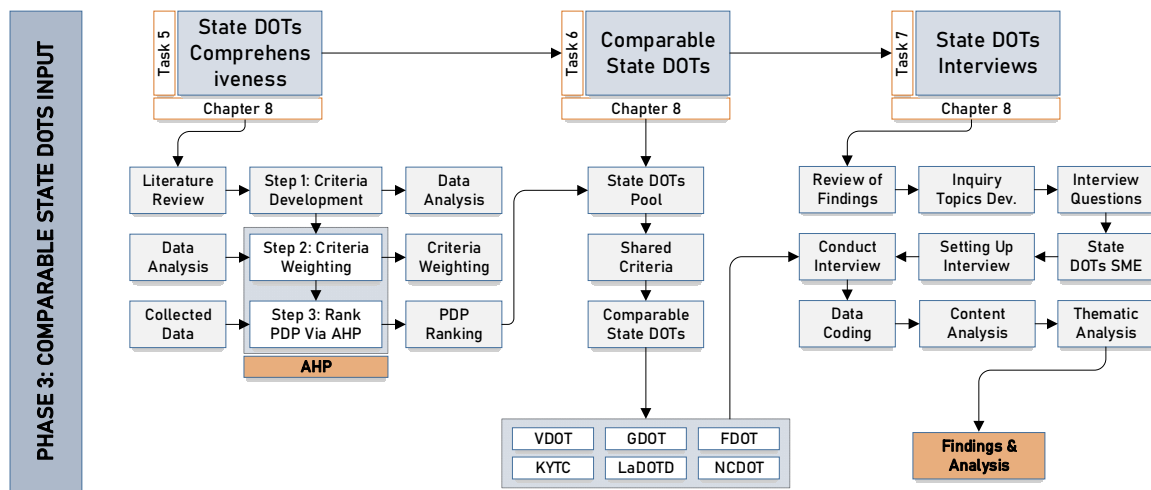 PHASE 3: COMPARABLE STATE DOTS INPUT
Task 5
State DOTs
Comprehens
iveness
Chapter 8
Task 6
Comparable
State DOTs
Chapter 8
Task 7
State DOTs
Interviews
Chapter 8
Literature
Review
Step 1: Criteria
Development
Data
Analysis
Data
Analysis
Step 2: Criteria
Weighting
Criteria
Weighting
Collected
Data
Step 3: Rank
PDP Via AHP
PDP
Ranking
AHP
State DOTs
Pool
Shared
Criteria
Comparable
State DOTs
VDOT
GDOT
FDOT
KYTC
LaDOTD
NCDOT
Review of
Findings
Inquiry
Topics Dev.
Interview
Questions
Conduct
Interview
Setting Up
Interview
State
DOTs SME
Data
Coding
Content
Analysis
Thematic
Analysis
Findings &
Analysis